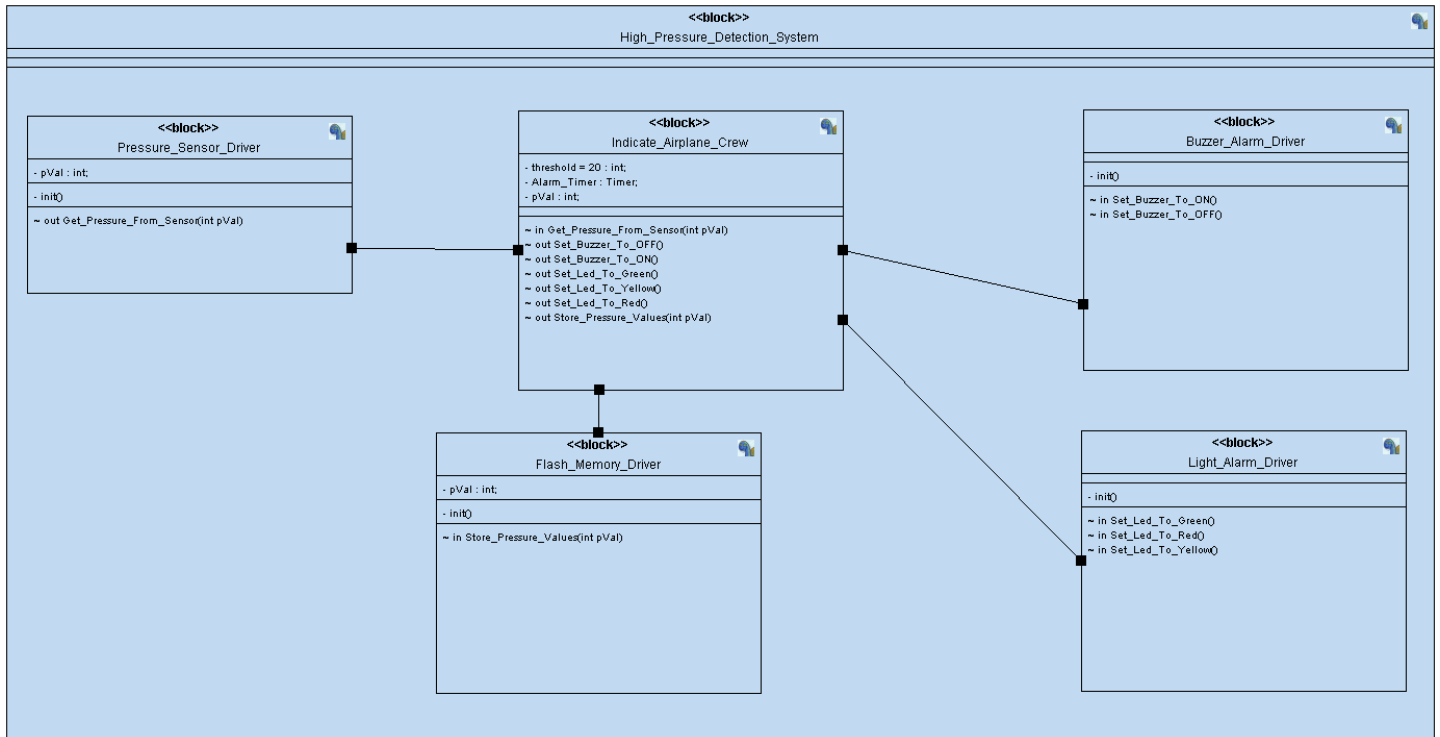 <<block>>
High_Pressure_Detection_System
<<block>>
Pressure_Sensor_Driver
- pVal : int;
- init()
~ out Get_Pressure_From_Sensor(int pVal)
<<block>>
Indicate_Airplane_Crew
- threshold = 20 : int;
- Alarm_Timer : Timer;
- pVal : int;
~ in Get_Pressure_From_Sensor(int pVal)
~ out Set_Buzzer_To_OFF()
~ out Set_Buzzer_To_ON()
~ out Set_Led_To_Green()
~ out Set_Led_To_Yellow()
~ out Set_Led_To_Red()
~ out Store_Pressure_Values(int pVal)
<<block>>
Buzzer_Alarm_Driver
- init()
~ in Set_Buzzer_To_ON()
~ in Set_Buzzer_To_OFF()
<<block>>
Flash_Memory_Driver
- pVal : int;
- init()
~ in Store_Pressure_Values(int pVal)
<<block>>
Light_Alarm_Driver
- init()
~ in Set_Led_To_Green()
~ in Set_Led_To_Red()
~ in Set_Led_To_Yellow()